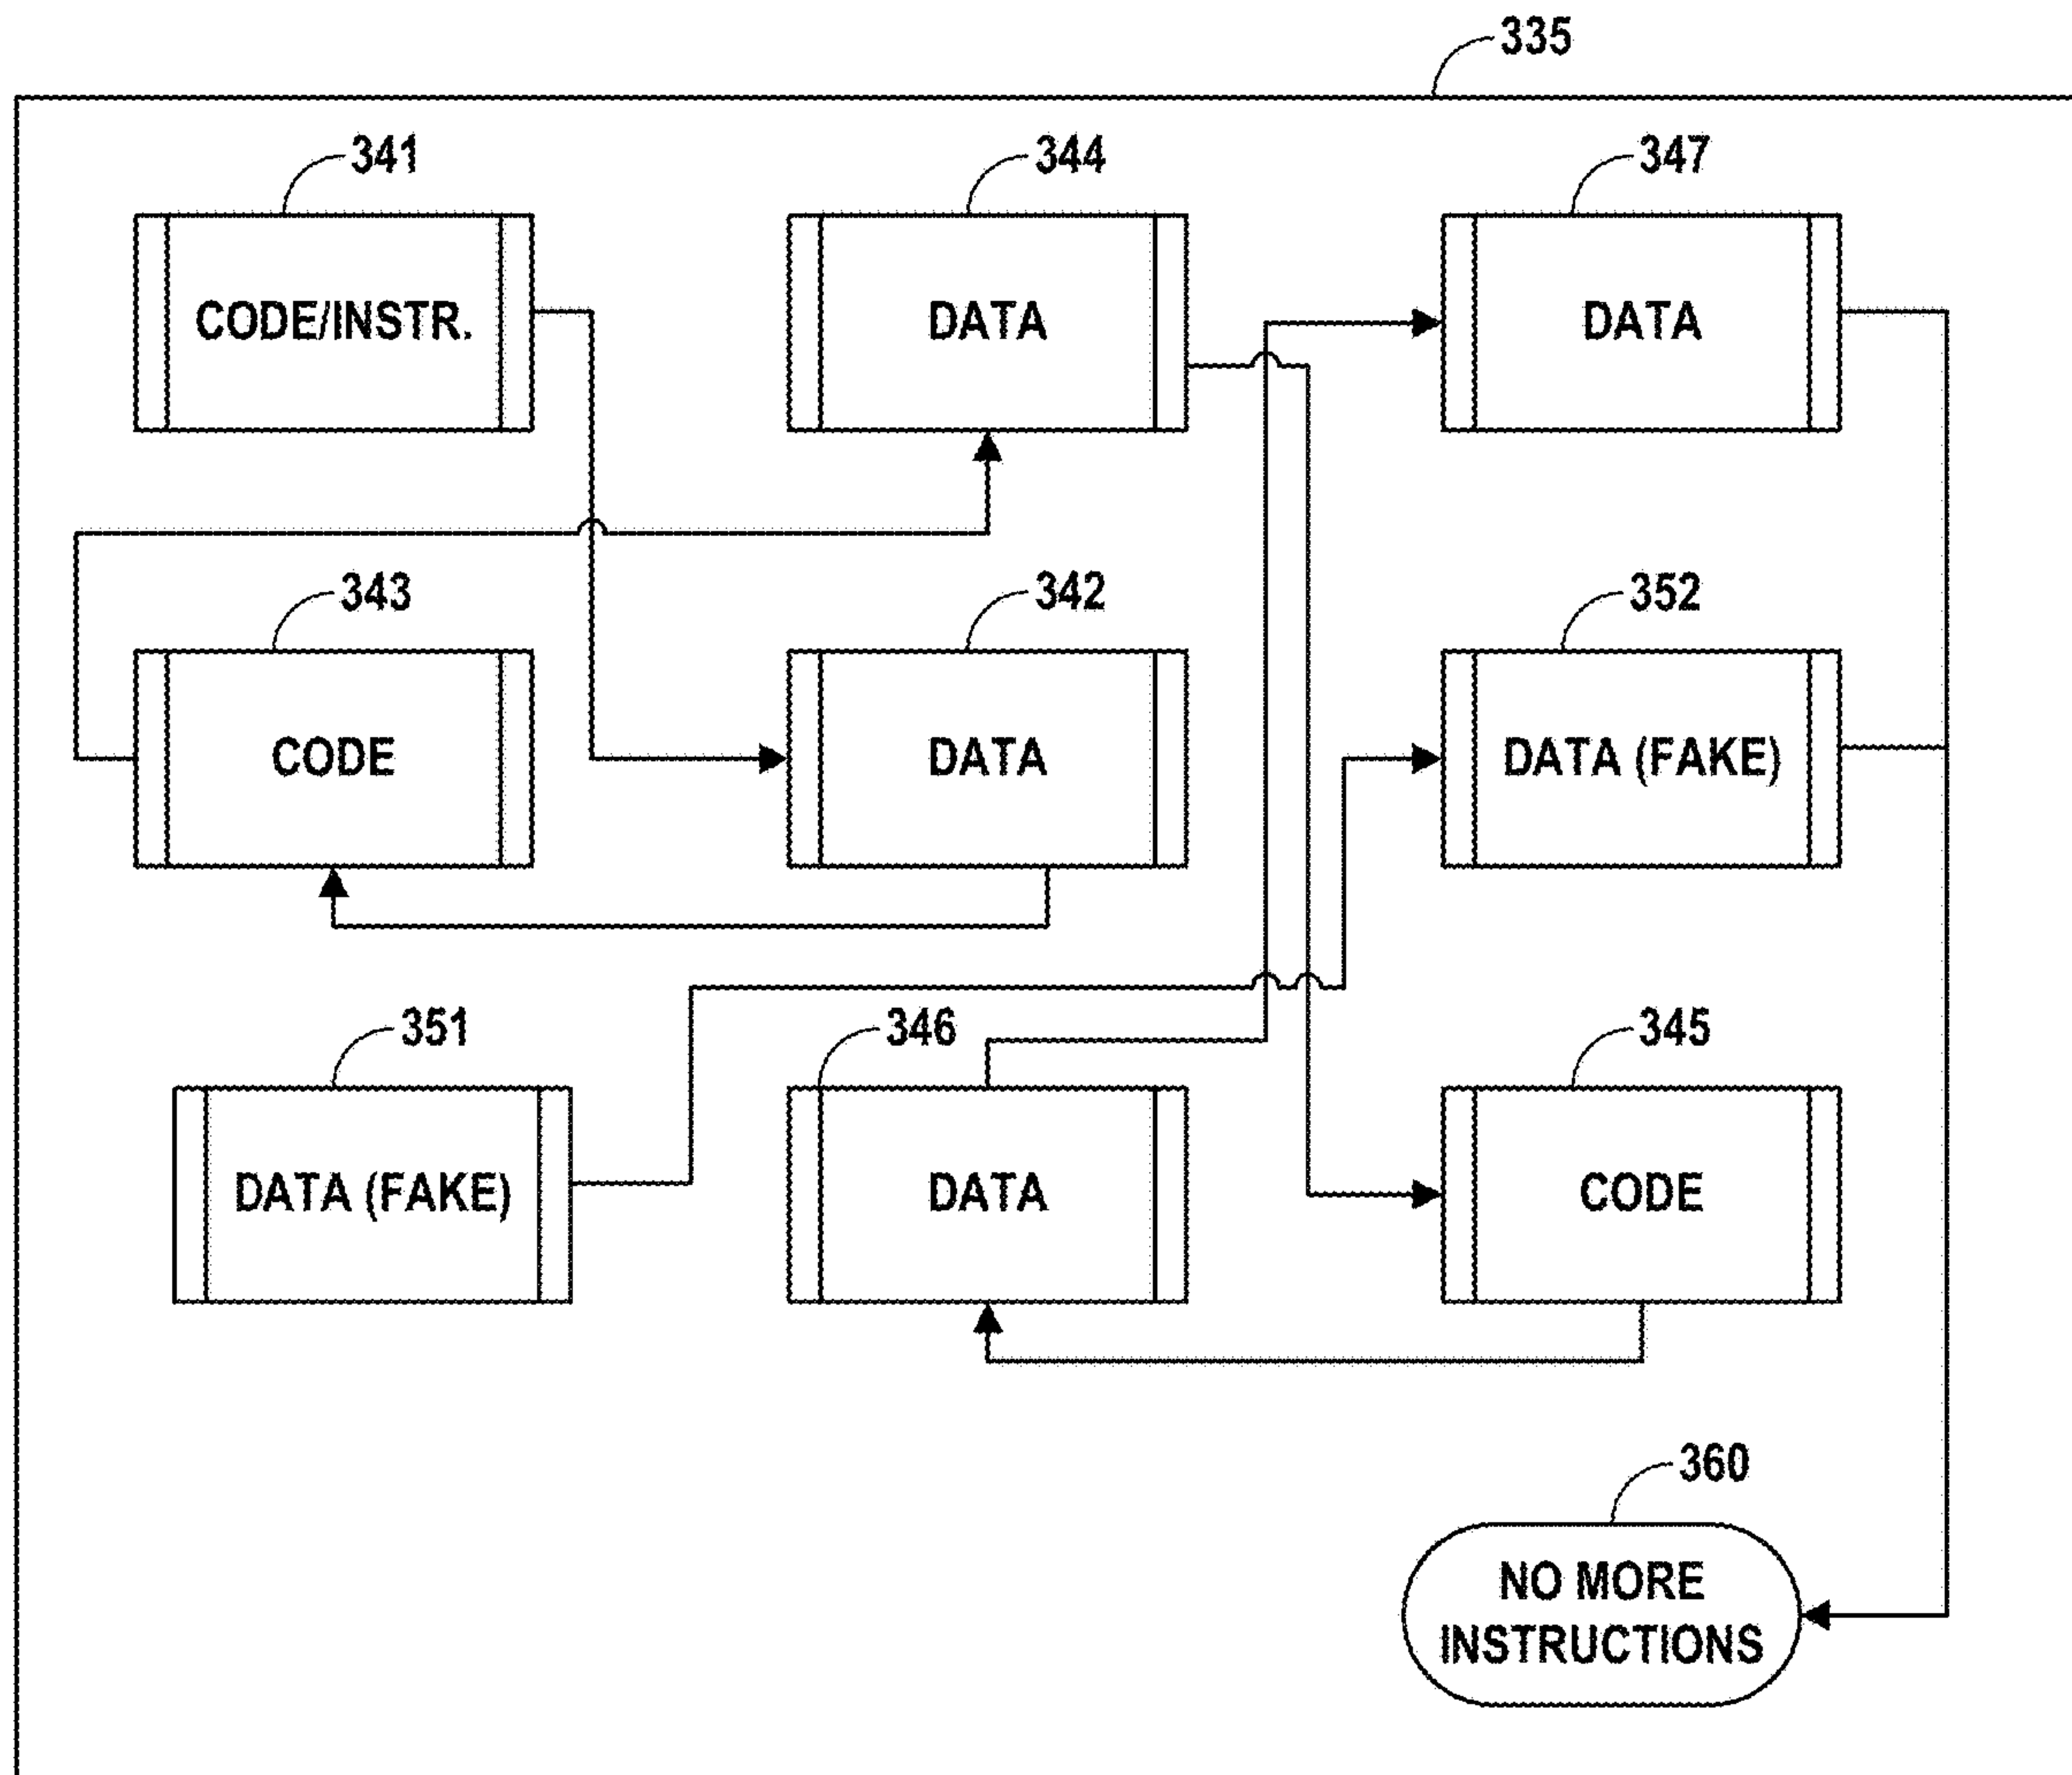 335
341
344
347
CODE/INSTR.
DATA
DATA
343
342
352
CODE
DATA
DATA (FAKE)
351
346
345
DATA (FAKE)
DATA
CODE
360
NO MORE
INSTRUCTIONS